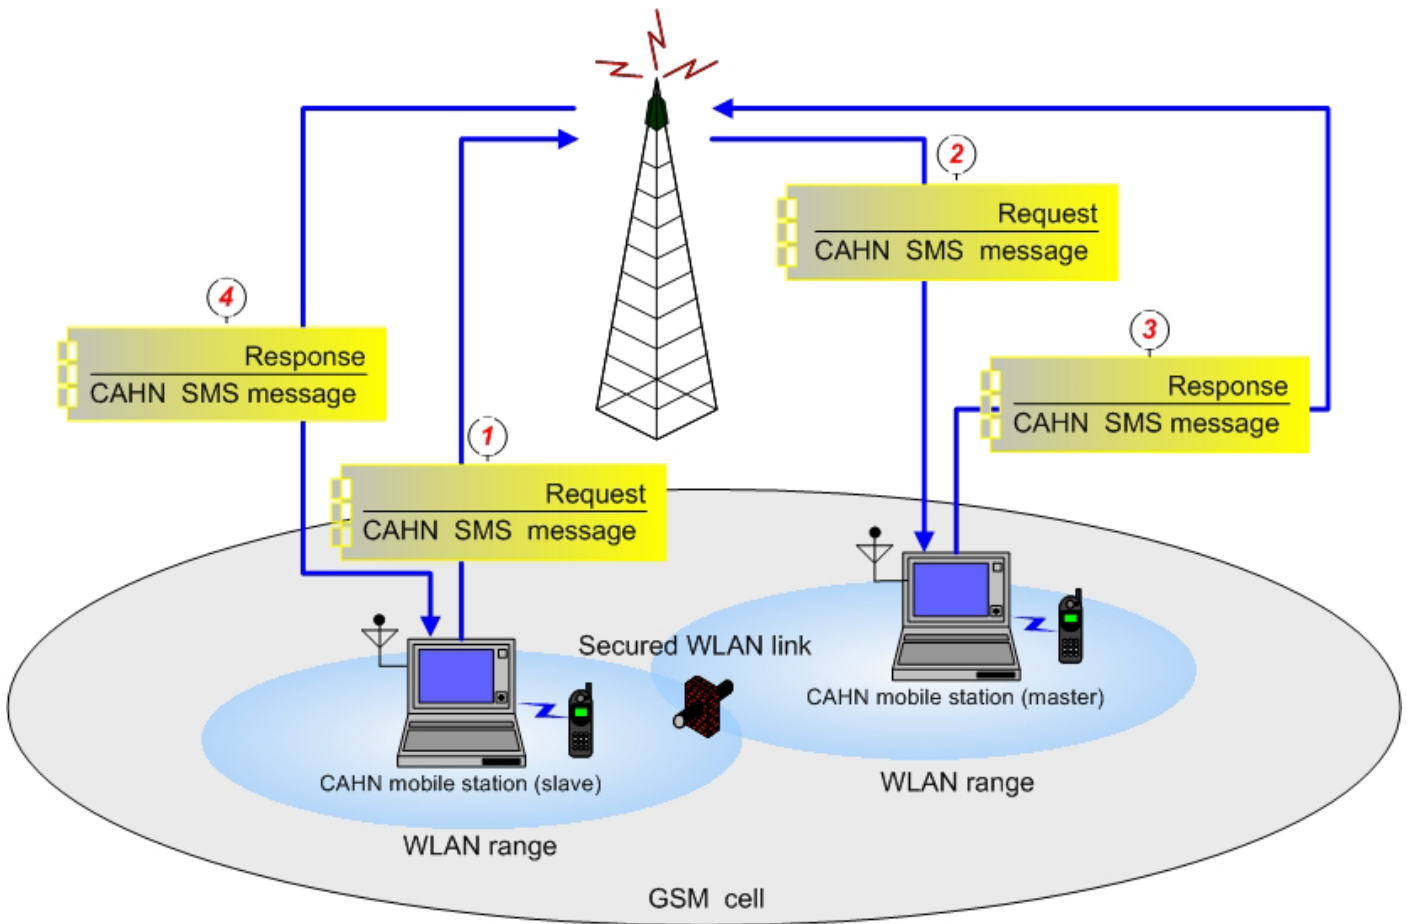 2
Request
CAHN SMS message
4
Response
CAHN SMS message
3
Response
CAHN SMS message
1
Request
CAHN SMS message
Secured WLAN link
CAHN mobile station (master)
WLAN range
CAHN mobile station (slave)
WLAN range
GSM cell